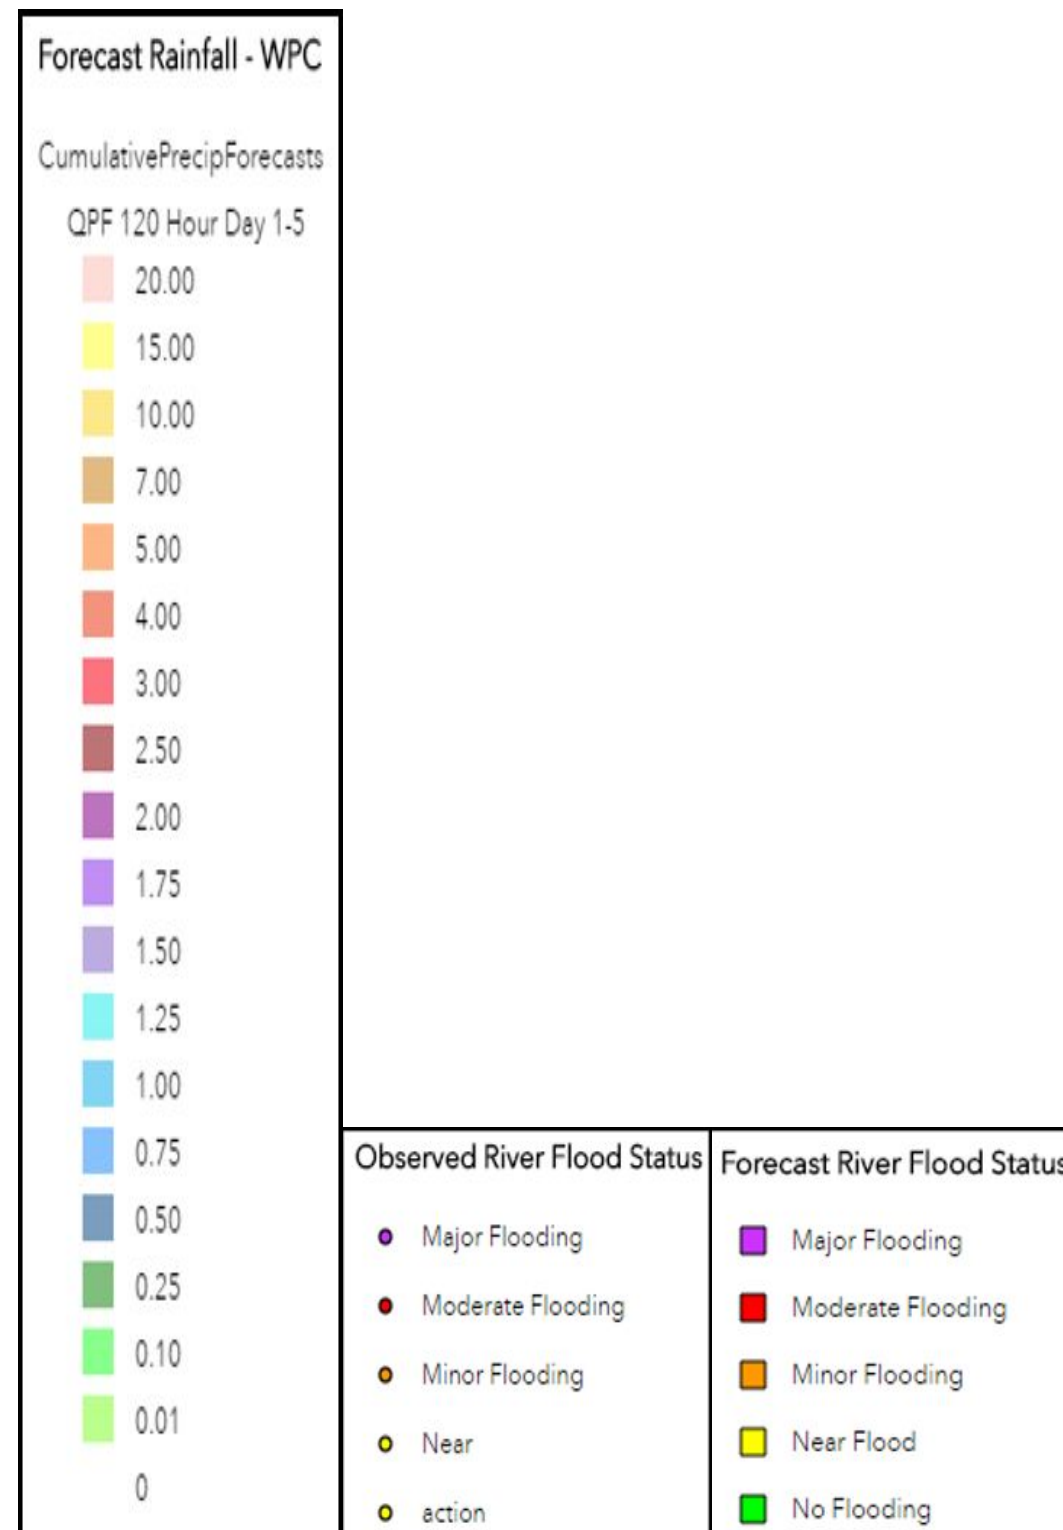 Forecast Rainfall - WPC
CumulativePrecipForecasts
QPF 120 Hour Day 1-5
20.00
15.00
10.00
7.00
5.00
4.00
3.00
2.50
2.00
1.75
1.50
1.25
1.00
0.75
0.50
0.25
0.10
0.01
0
Observed River Flood Status
Major Flooding
Moderate Flooding
Minor Flooding
Near
action
Forecast River Flood Status
Major Flooding
Moderate Flooding
Minor Flooding
Near Flood
No Flooding